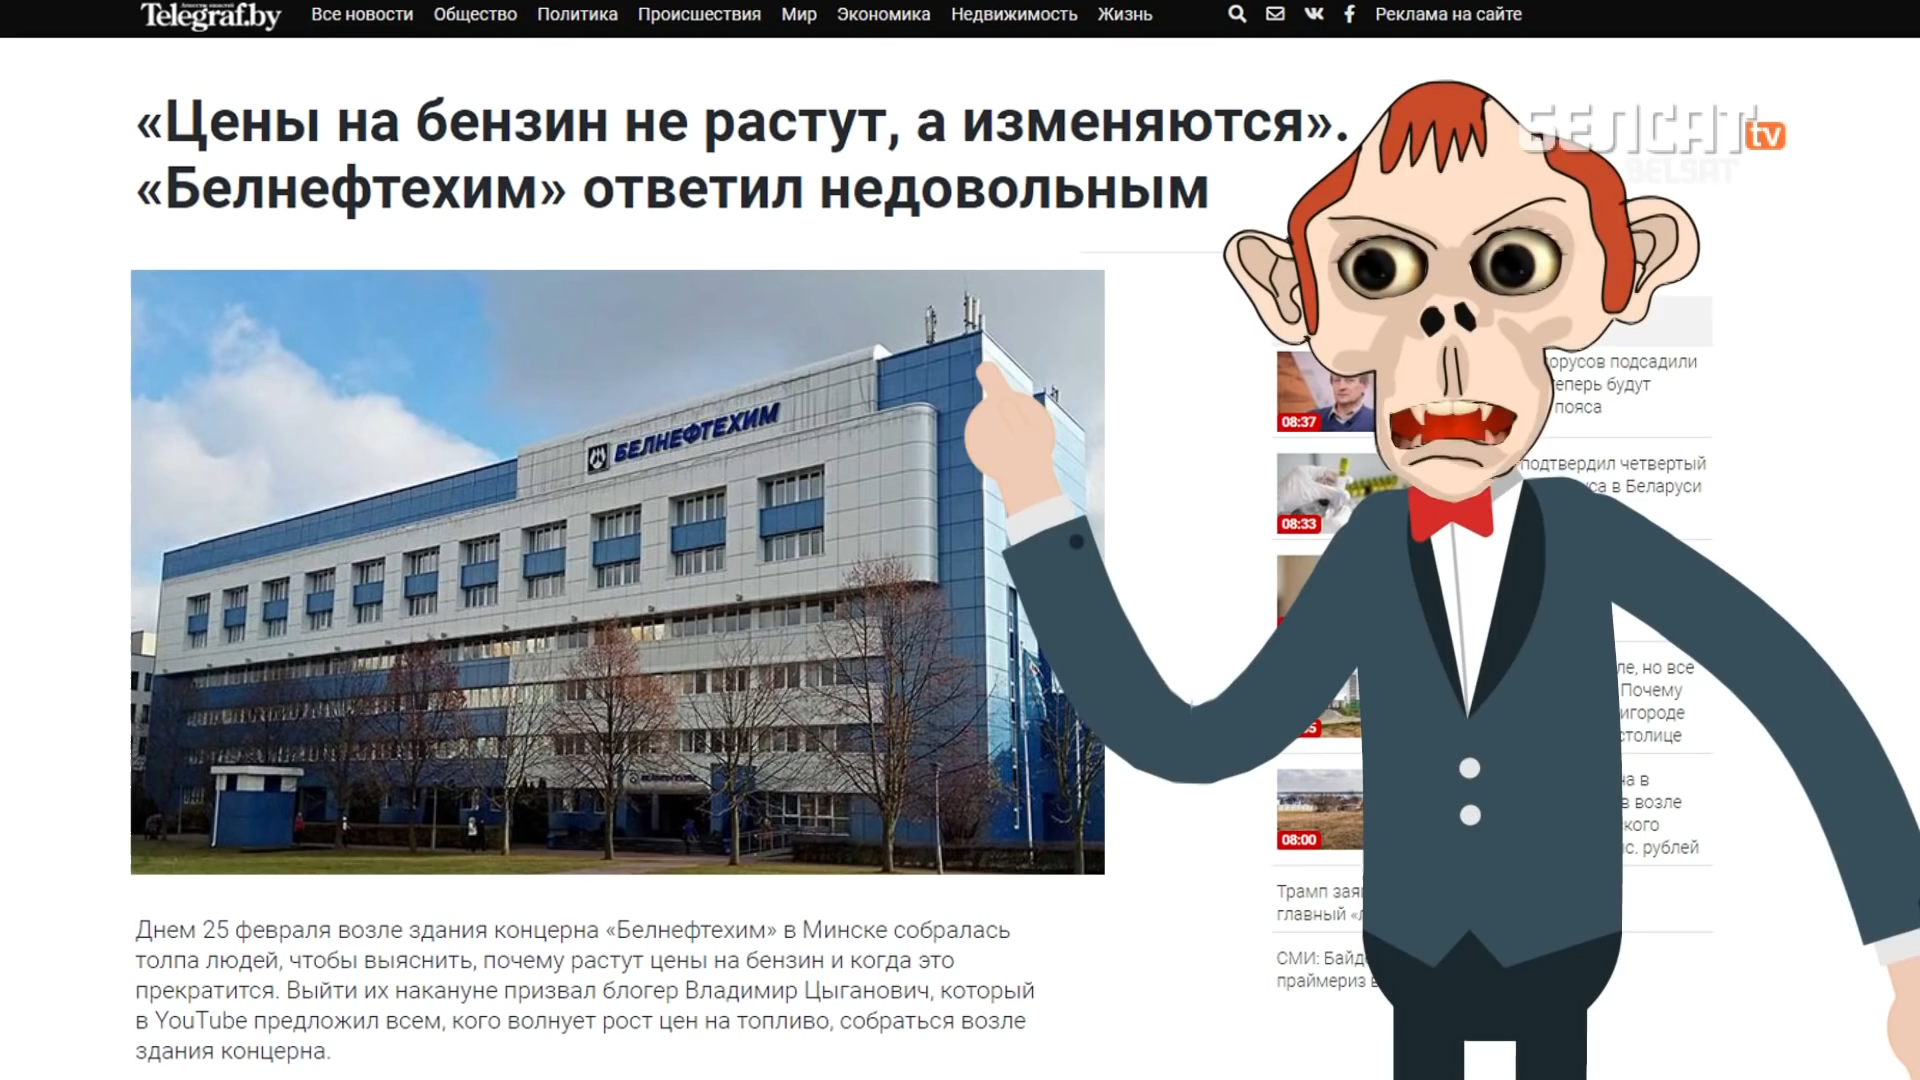 Telegraf.by
Все новости Общество Политика Происшествия Мир Экономика Недвижимость Жизнь Реклама на сайте
«Цены на бензин не растут, а изменяются».
«Белнефтехим» ответил недовольным
БЕЛСАТ tv
BELSAT
БЕЛНЕФТЕХИМ
Днем 25 февраля возле здания концерна «Белнефтехим» в Минске собралась
толпа людей, чтобы выяснить, почему растут цены на бензин и когда это
прекратится. Выйти их накануне призвал блогер Владимир Цыганович, который
в YouTube предложил всем, кого волнует рост цен на топливо, собраться возле
здания концерна.
подсадили
теперь будут
пояса
08:37
подтвердил четвертый
в Беларуси
08:33
но все
Почему
столице
в
в возле
рублей
08:00
Трамп
главный
СМИ:
праймериз